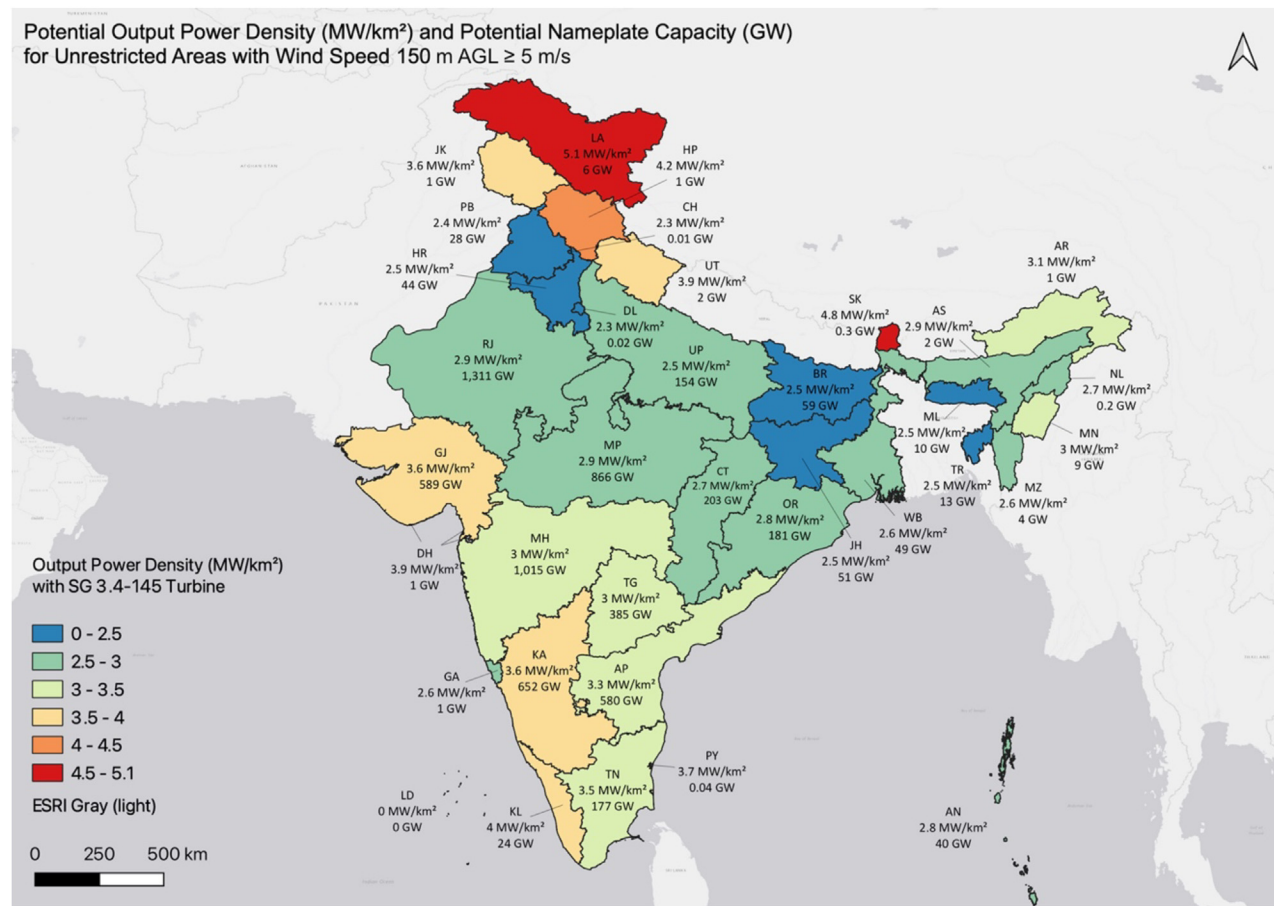 Potential Output Power Density (MW/km²) and Potential Nameplate Capacity (GW)
for Unrestricted Areas with Wind Speed 150 m AGL ≥ 5 m/s
LA
5.1 MW/km²
6 GW
JK
3.6 MW/km²
1 GW
HP
4.2 MW/km²
1 GW
PB
2.4 MW/km²
28 GW
CH
2.3 MW/km²
0.01 GW
HR
2.5 MW/km²
44 GW
UT
3.9 MW/km²
2 GW
AR
3.1 MW/km²
1 GW
DL
2.3 MW/km²
0.02 GW
SK
4.8 MW/km²
0.3 GW
AS
2.9 MW/km²
2 GW
RJ
2.9 MW/km²
1,311 GW
UP
2.5 MW/km²
154 GW
BR
2.5 MW/km²
59 GW
NL
2.7 MW/km²
0.2 GW
ML
2.5 MW/km²
10 GW
MN
3 MW/km²
9 GW
GJ
3.6 MW/km²
589 GW
MP
2.9 MW/km²
866 GW
CT
2.7 MW/km²
203 GW
TR
2.5 MW/km²
13 GW
MZ
2.6 MW/km²
4 GW
OR
2.8 MW/km²
181 GW
WB
2.6 MW/km²
49 GW
JH
2.5 MW/km²
51 GW
DH
3.9 MW/km²
1 GW
MH
3 MW/km²
1,015 GW
TG
3 MW/km²
385 GW
KA
3.6 MW/km²
652 GW
AP
3.3 MW/km²
580 GW
GA
2.6 MW/km²
1 GW
PY
3.7 MW/km²
0.04 GW
TN
3.5 MW/km²
177 GW
LD
0 MW/km²
0 GW
KL
4 MW/km²
24 GW
AN
2.8 MW/km²
40 GW
Output Power Density (MW/km²)
with SG 3.4-145 Turbine
0 - 2.5
2.5 - 3
3 - 3.5
3.5 - 4
4 - 4.5
4.5 - 5.1
ESRI Gray (light)
0 250 500 km